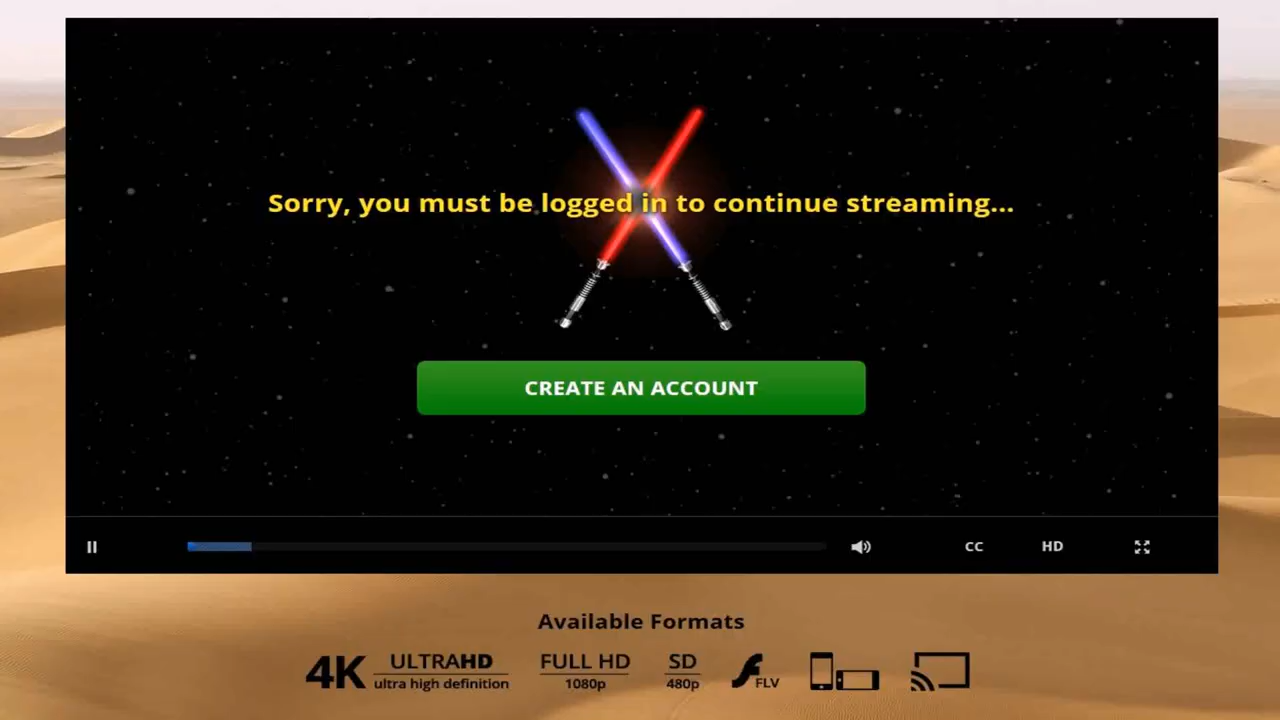 Sorry, you must be logged in to continue streaming...
CREATE AN ACCOUNT
CC HD
Available Formats
4K ULTRAHD FULL HD SD
ultra high definition 1080p 480p FLV